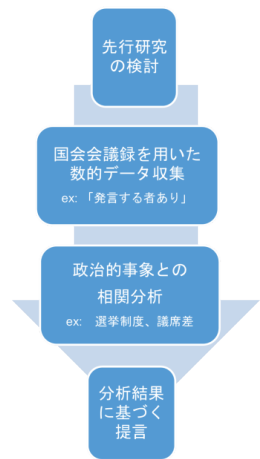 先行研究
の検討
国会会議録を用いた
数的データ収集
ex: 「発言する者あり」
政治的事象との
相関分析
ex:　選挙制度、議席差
分析結果
に基づく
提言